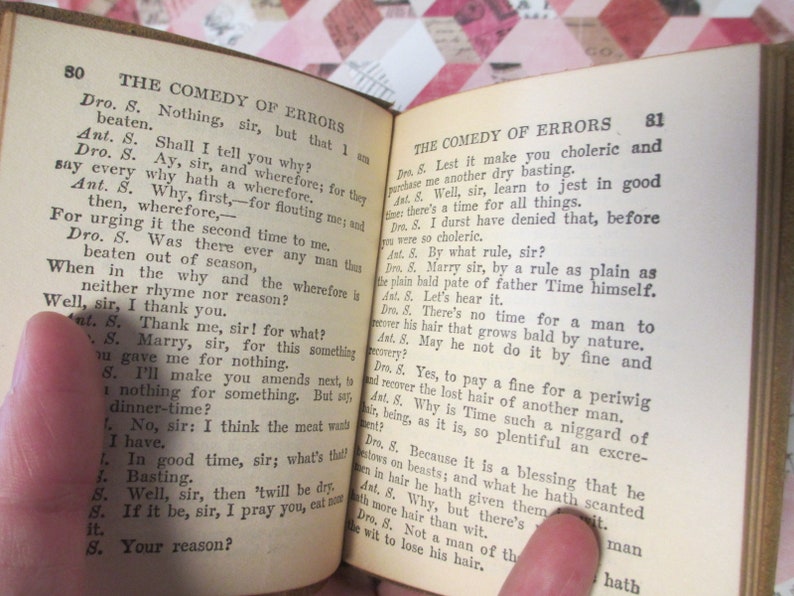 30 THE COMEDY OF ERRORS
Dro. S. Nothing, sir, but that I am
beaten.
Ant. S. Shall I tell you why?
Dro. S. Ay, sir, and wherefore; for they
say every why hath a wherefore.
Ant. S. Why, first,—for flouting me; and
then, wherefore,—
For urging it the second time to me.
Dro. S. Was there ever any man thus
beaten out of season,
When in the why and the wherefore is
neither rhyme nor reason?
Well, sir, I thank you.
Ant. S. Thank me, sir! for what?
S. Marry, sir, for this something
you gave me for nothing.
S. I'll make you amends next, to
nothing for something. But say,
dinner-time?
S. No, sir: I think the meat wants
I have.
S. In good time, sir; what's that?
S. Basting.
S. Well, sir, then 'twill be dry.
S. If it be, sir, I pray you, eat none
it.
S. Your reason?
THE COMEDY OF ERRORS 31
Dro. S. Lest it make you choleric and
purchase me another dry basting.
Ant. S. Well, sir, learn to jest in good
time: there's a time for all things.
Dro. S. I durst have denied that, before
you were so choleric.
Ant. S. By what rule, sir?
Dro. S. Marry sir, by a rule as plain as
the plain bald pate of father Time himself.
Ant. S. Let's hear it.
Dro. S. There's no time for a man to
recover his hair that grows bald by nature.
Ant. S. May he not do it by fine and
recovery?
Dro. S. Yes, to pay a fine for a periwig
and recover the lost hair of another man.
Ant. S. Why is Time such a niggard of
hair, being, as it is, so plentiful an excre-
ment?
Dro. S. Because it is a blessing that he
bestows on beasts; and what he hath scanted
men in hair he hath given them in wit.
Ant. S. Why, but there's man
hath more hair than wit.
Dro. S. Not a man of hath
the wit to lose his hair.